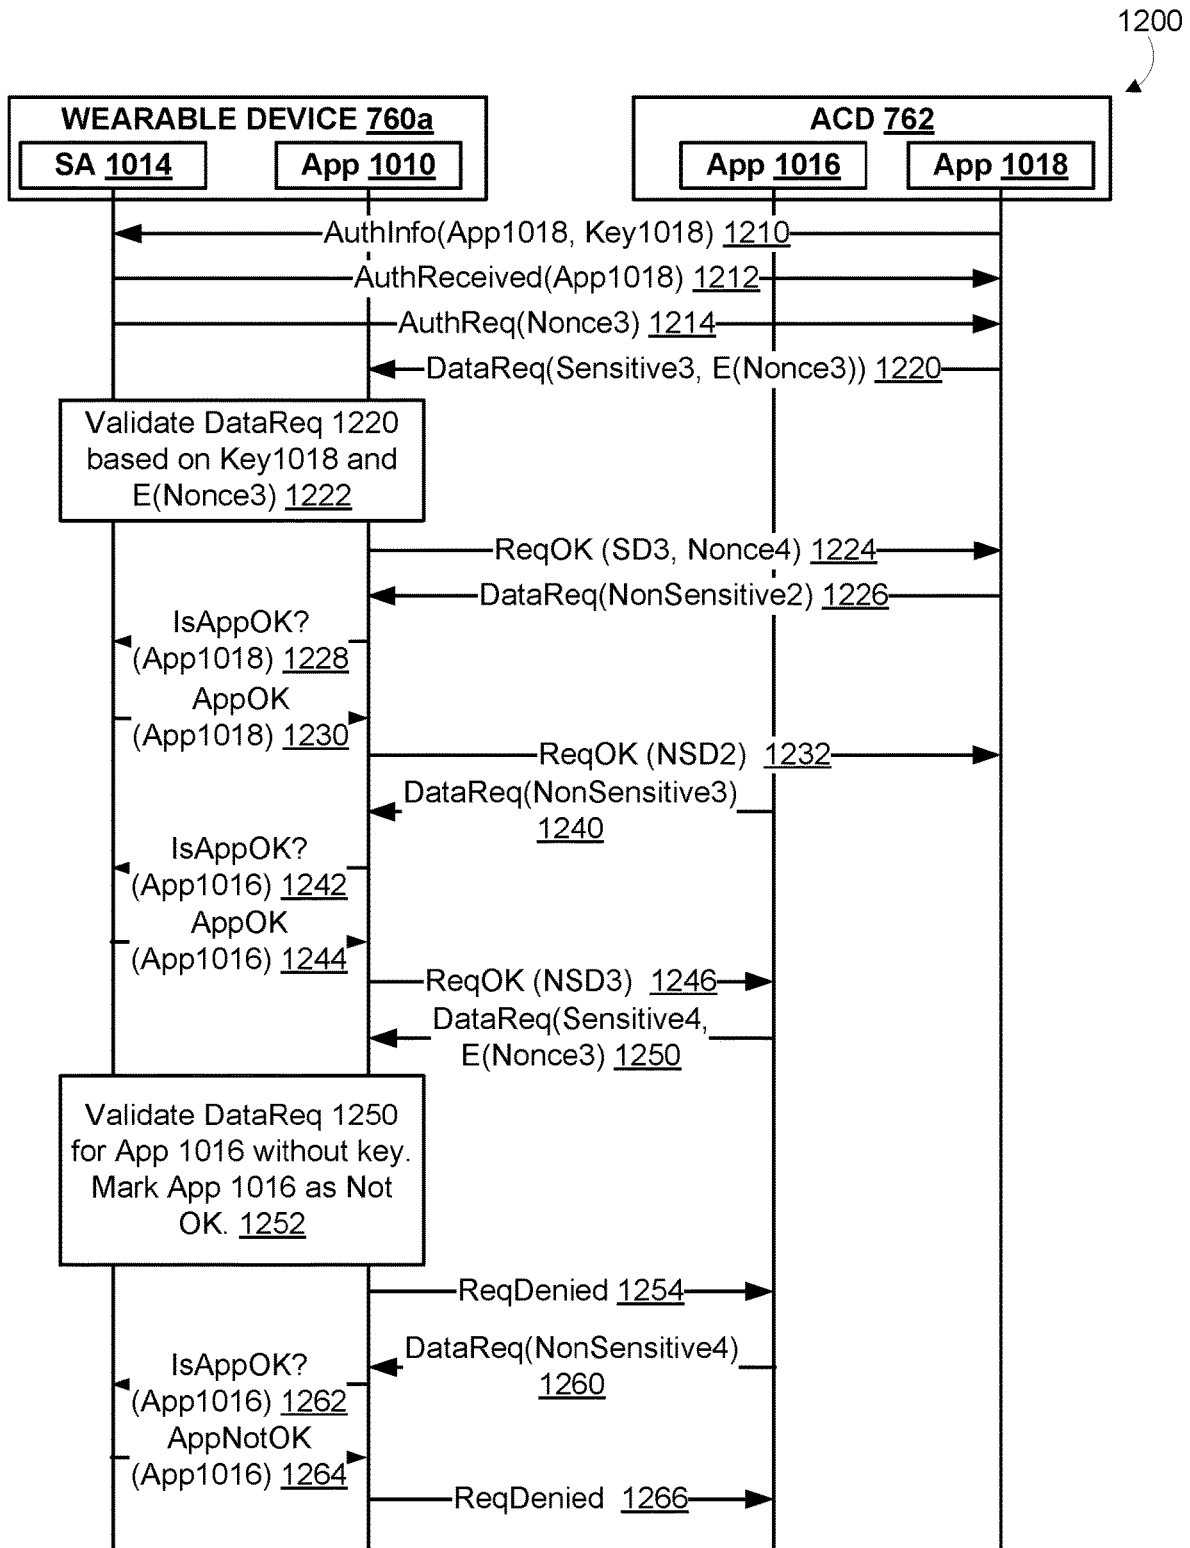 1200
WEARABLE DEVICE 760a
ACD 762
SA 1014
App 1010
App 1016
App 1018
AuthInfo(App1018, Key1018) 1210
AuthReceived(App1018) 1212
AuthReq(Nonce3) 1214
DataReq(Sensitive3, E(Nonce3)) 1220
Validate DataReq 1220
based on Key1018 and
E(Nonce3) 1222
ReqOK (SD3, Nonce4) 1224
DataReq(NonSensitive2) 1226
IsAppOK?
(App1018) 1228
AppOK
(App1018) 1230
ReqOK (NSD2) 1232
DataReq(NonSensitive3)
1240
IsAppOK?
(App1016) 1242
AppOK
(App1016) 1244
ReqOK (NSD3) 1246
DataReq(Sensitive4,
E(Nonce3) 1250
Validate DataReq 1250
for App 1016 without key.
Mark App 1016 as Not
OK. 1252
ReqDenied 1254
DataReq(NonSensitive4)
1260
IsAppOK?
(App1016) 1262
AppNotOK
(App1016) 1264
ReqDenied 1266